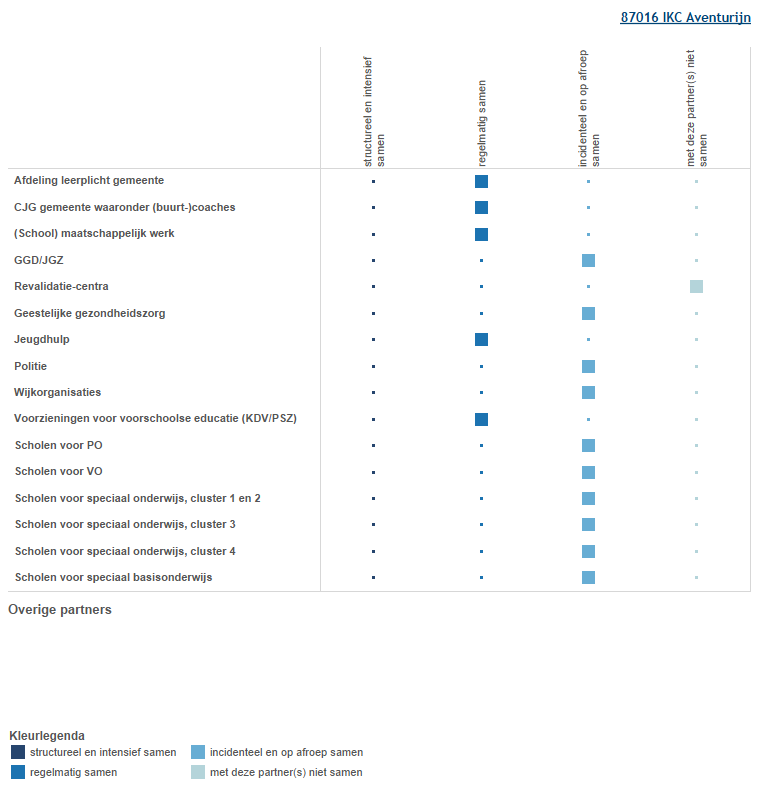 87016 IKC Aventurijn
structureel en intensief
samen
regelmatig samen
incidenteel en op afroep
samen
met deze partner(s) niet
samen
Afdeling leerplicht gemeente
CJG gemeente waaronder (buurt-)coaches
(School) maatschappelijk werk
GGD/JGZ
Revalidatie-centra
Geestelijke gezondheidszorg
Jeugdhulp
Politie
Wijkorganisaties
Voorzieningen voor voorschoolse educatie (KDV/PSZ)
Scholen voor PO
Scholen voor VO
Scholen voor speciaal onderwijs, cluster 1 en 2
Scholen voor speciaal onderwijs, cluster 3
Scholen voor speciaal onderwijs, cluster 4
Scholen voor speciaal basisonderwijs
Overige partners
Kleurlegenda
structureel en intensief samen
incidenteel en op afroep samen
regelmatig samen
met deze partner(s) niet samen